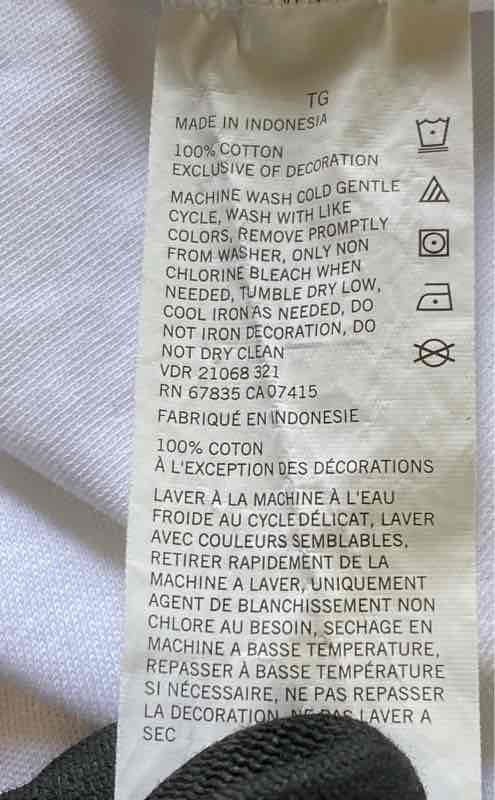 TG
MADE IN INDONESIA
100% COTTON
EXCLUSIVE OF DECORATION
MACHINE WASH COLD GENTLE
CYCLE, WASH WITH LIKE
COLORS, REMOVE PROMPTLY
FROM WASHER, ONLY NON
CHLORINE BLEACH WHEN
NEEDED, TUMBLE DRY LOW,
COOL IRON AS NEEDED, DO
NOT IRON DECORATION, DO
NOT DRY CLEAN
VDR 21068 321
RN 67835 CA 07415
FABRIQUÉ EN INDONESIE
100% COTON
À L'EXCEPTION DES DÉCORATIONS
LAVER À LA MACHINE À L'EAU
FROIDE AU CYCLE DÉLICAT, LAVER
AVEC COULEURS SEMBLABLES,
RETIRER RAPIDEMENT DE LA
MACHINE A LAVER, UNIQUEMENT
AGENT DE BLANCHISSEMENT NON
CHLORE AU BESOIN, SECHAGE EN
MACHINE A BASSE TEMPERATURE,
REPASSER À BASSE TEMPÉRATURE
SI NÉCESSAIRE, NE PAS REPASSER
LA DECORATION, NE PAS LAVER A
SEC